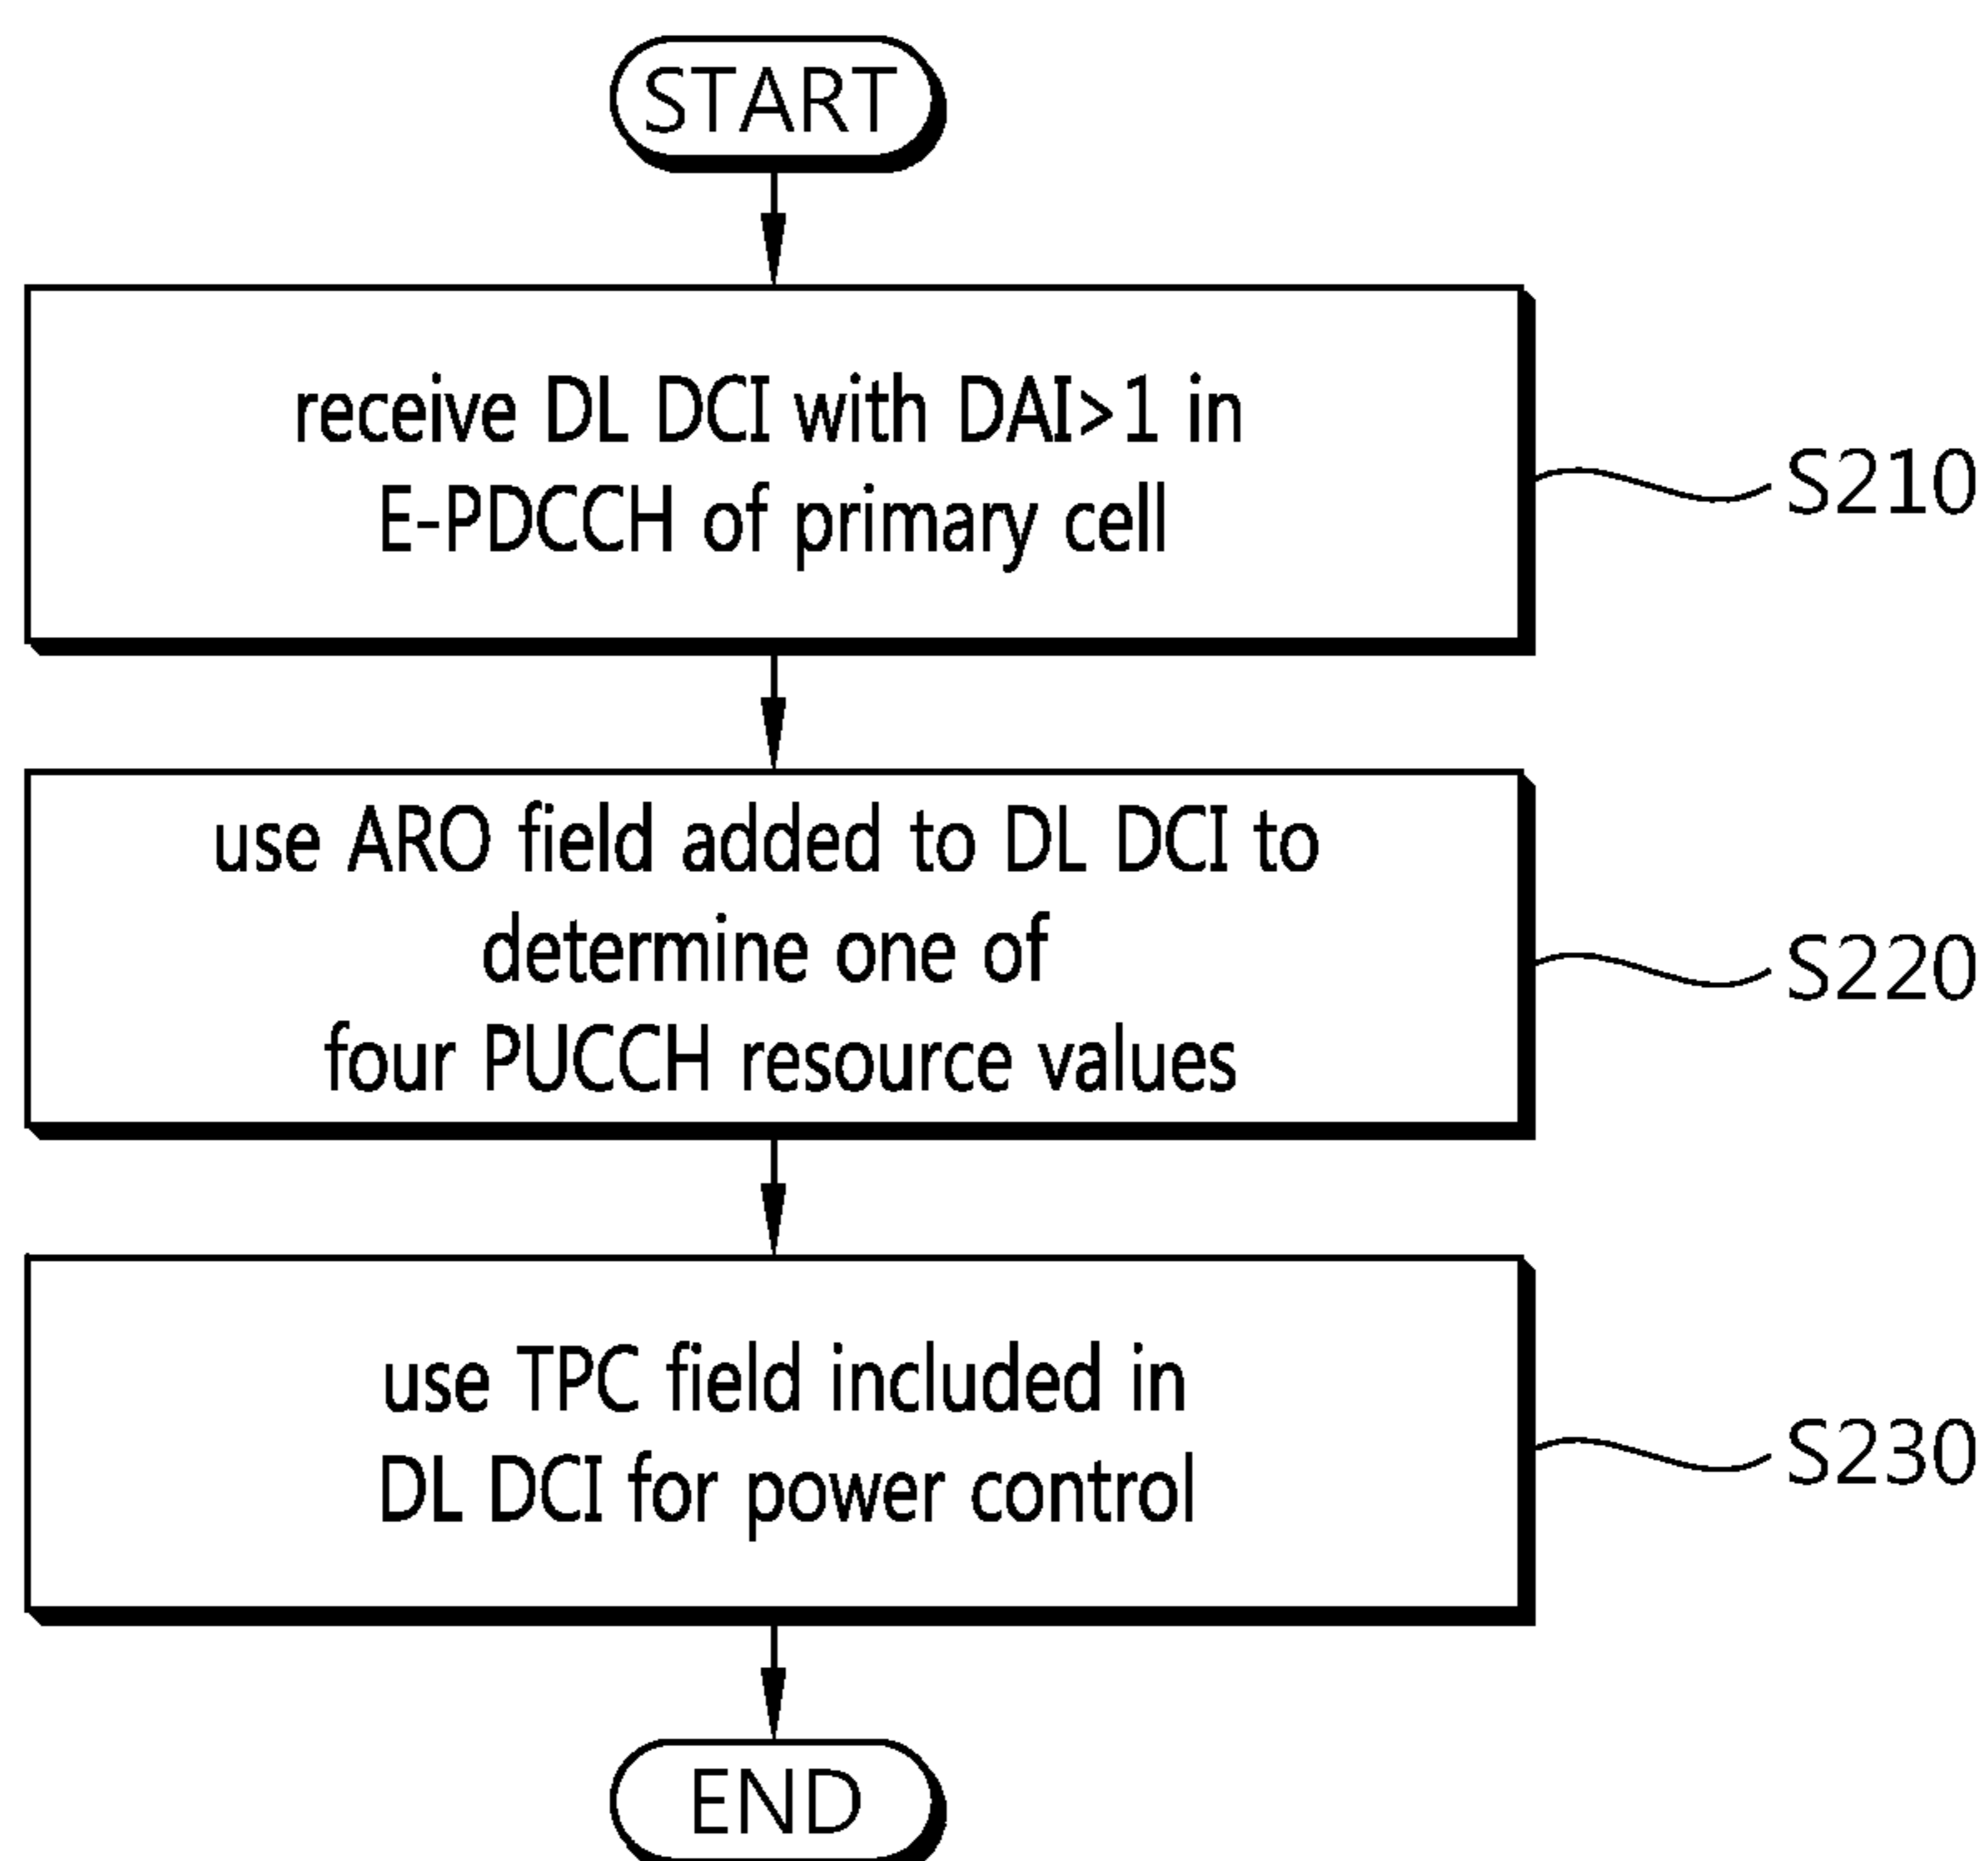 START
receive DL DCI with DAI>1 in
E-PDCCH of primary cell
S210
use ARO field added to DL DCI to
determine one of
four PUCCH resource values
S220
use TPC field included in
DL DCI for power control
S230
END